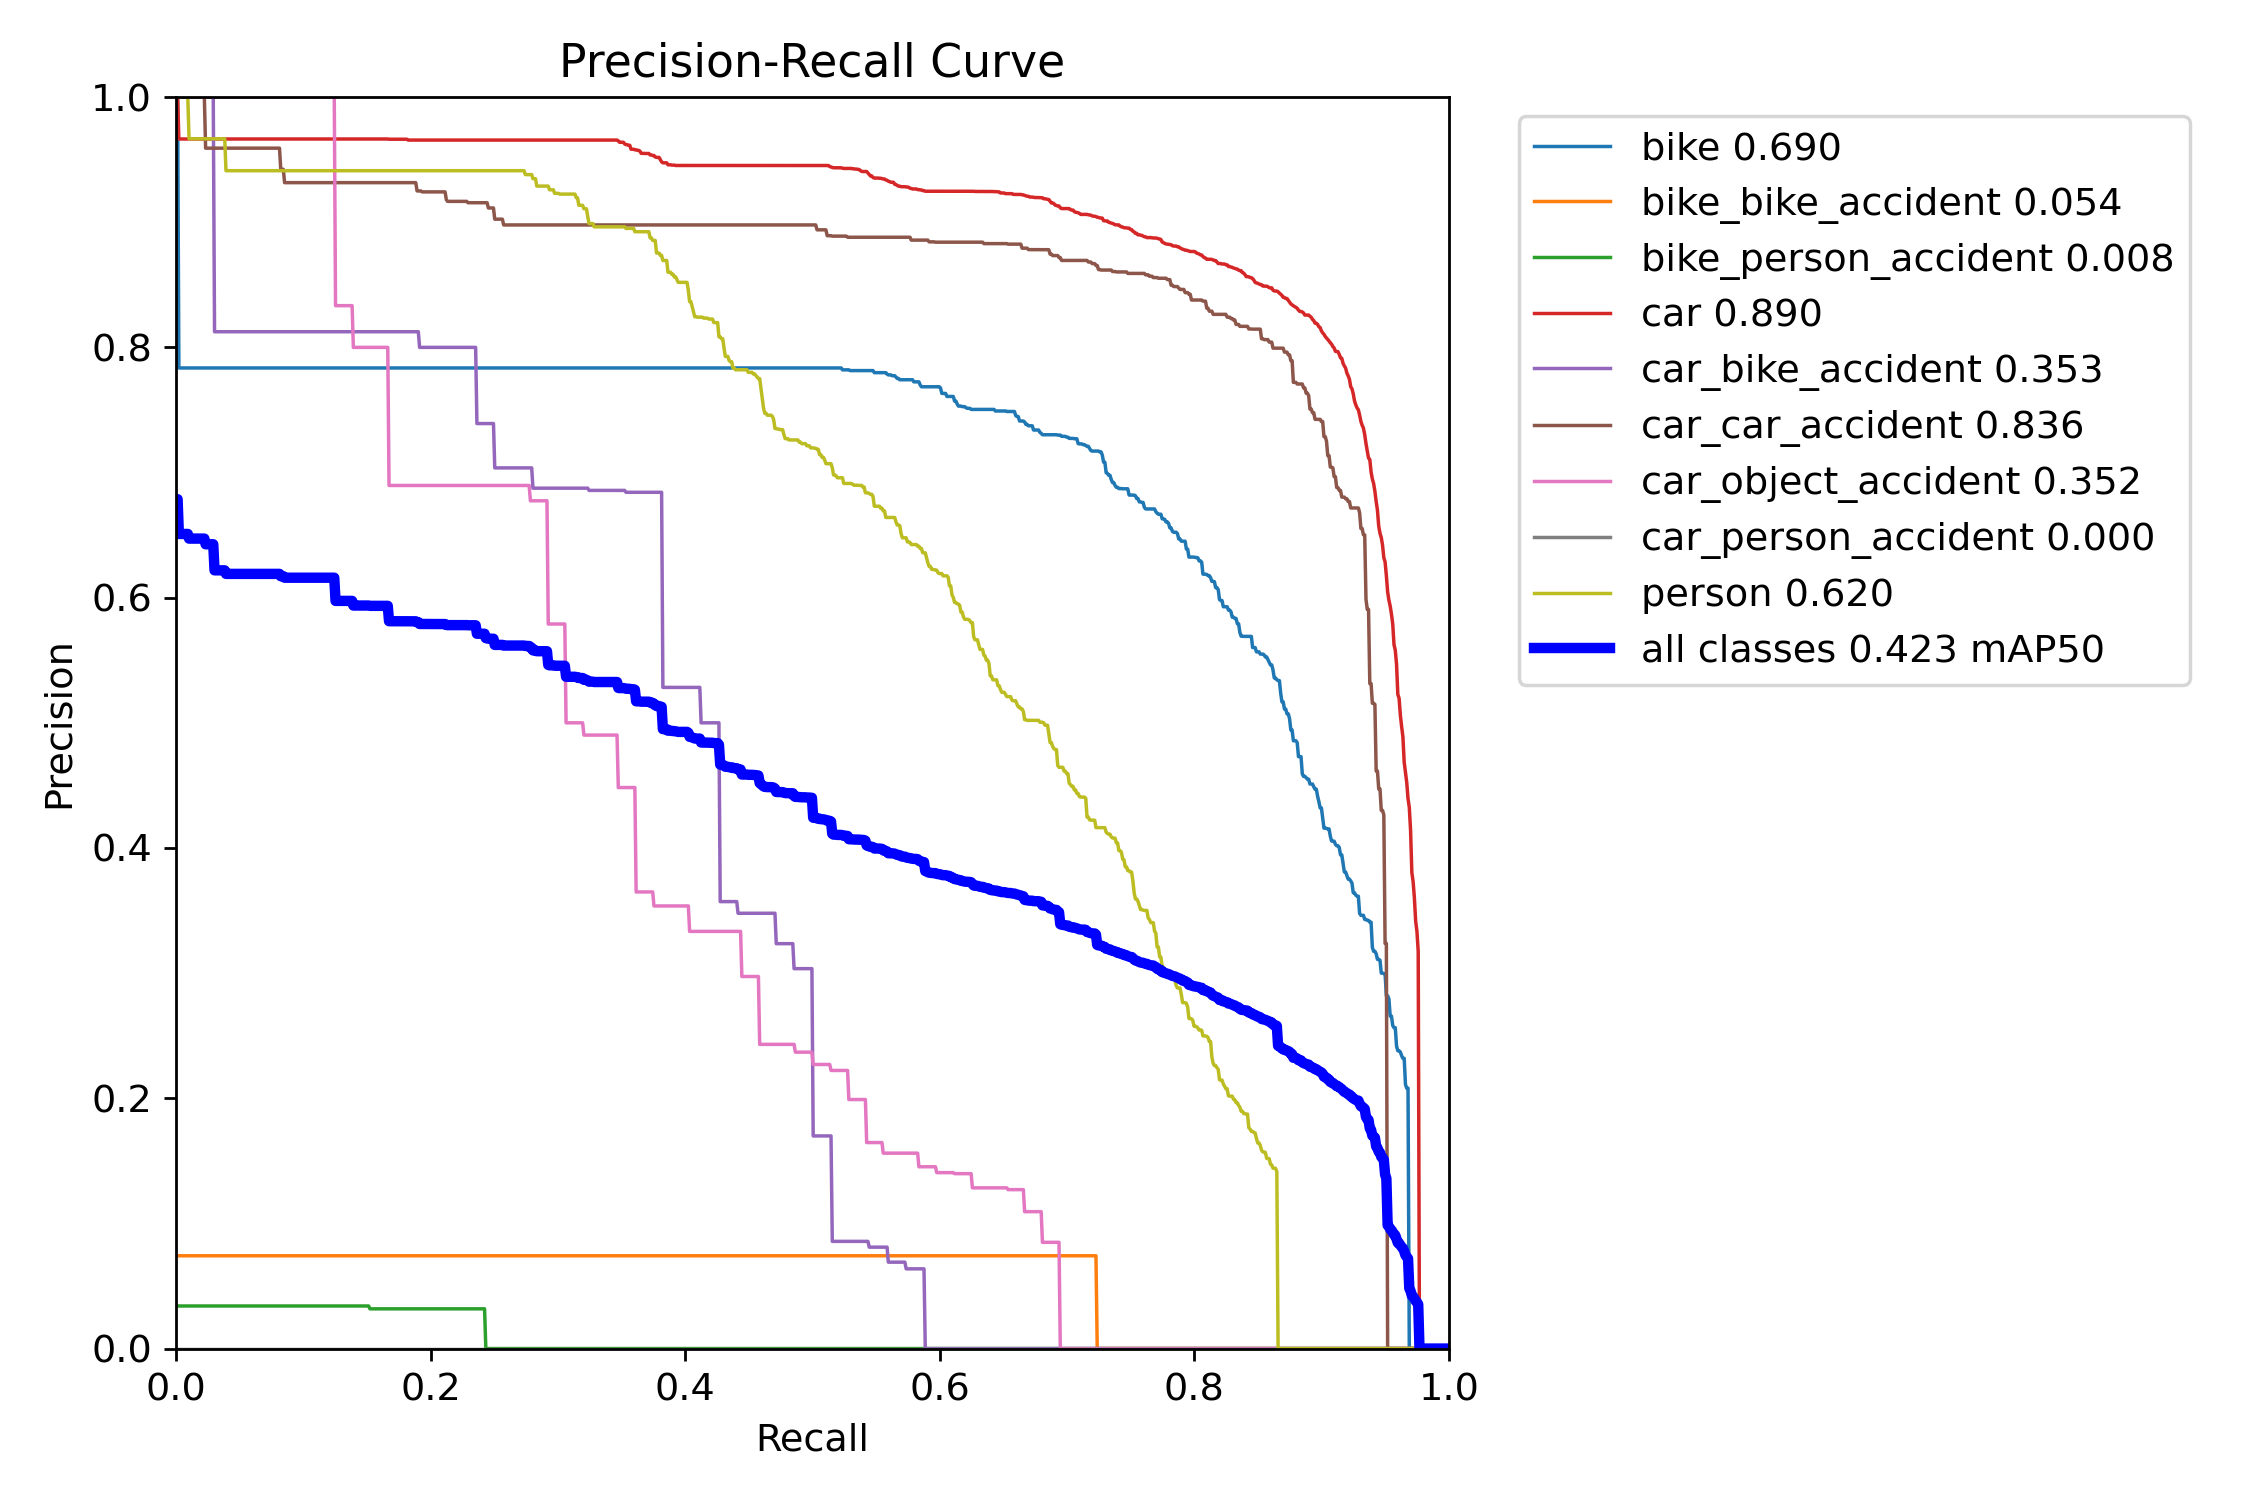 Precision-Recall Curve
1.0
0.8
0.6
0.4
0.2
0.0
Precision
0.0 0.2 0.4 0.6 0.8 1.0
Recall
bike 0.690
bike_bike_accident 0.054
bike_person_accident 0.008
car 0.890
car_bike_accident 0.353
car_car_accident 0.836
car_object_accident 0.352
car_person_accident 0.000
person 0.620
all classes 0.423 mAP50